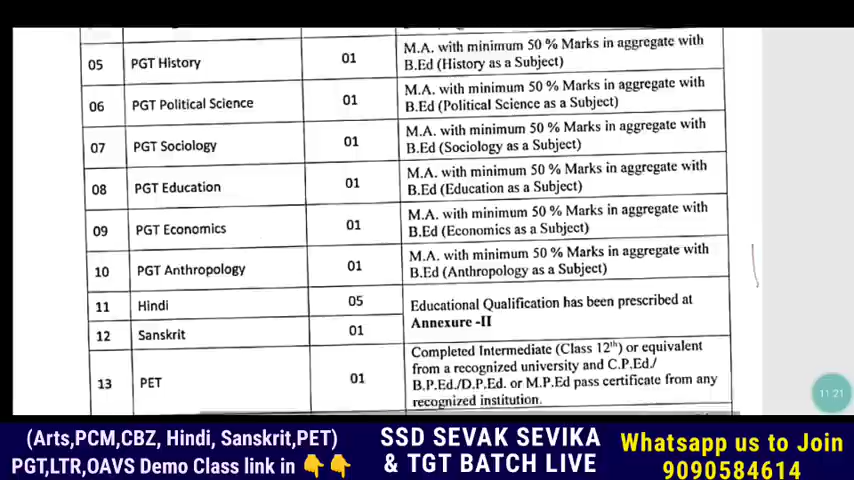 M.A. with minimum 50 % Marks in aggregate with
05 PGT History 01 B.Ed (History as a Subject)
M.A. with minimum 50 % Marks in aggregate with
06 PGT Political Science 01 B.Ed (Political Science as a Subject)
M.A. with minimum 50 % Marks in aggregate with
07 PGT Sociology 01 B.Ed (Sociology as a Subject)
M.A. with minimum 50 % Marks in aggregate with
08 PGT Education 01 B.Ed (Education as a Subject)
M.A. with minimum 50 % Marks in aggregate with
09 PGT Economics 01 B.Ed (Economics as a Subject)
M.A. with minimum 50 % Marks in aggregate with
10 PGT Anthropology 01 B.Ed (Anthropology as a Subject)
11 Hindi 05 Educational Qualification has been prescribed at
12 Sanskrit 01 Annexure -II
Completed Intermediate (Class 12th) or equivalent
from a recognized university and C.P.Ed./
13 PET 01 B.P.Ed./D.P.Ed. or M.P.Ed pass certificate from any
recognized institution.
11:21
(Arts,PCM,CBZ, Hindi, Sanskrit,PET)
PGT,LTR,OAVS Demo Class link in 👇👇
SSD SEVAK SEVIKA
& TGT BATCH LIVE
Whatsapp us to Join
9090584614